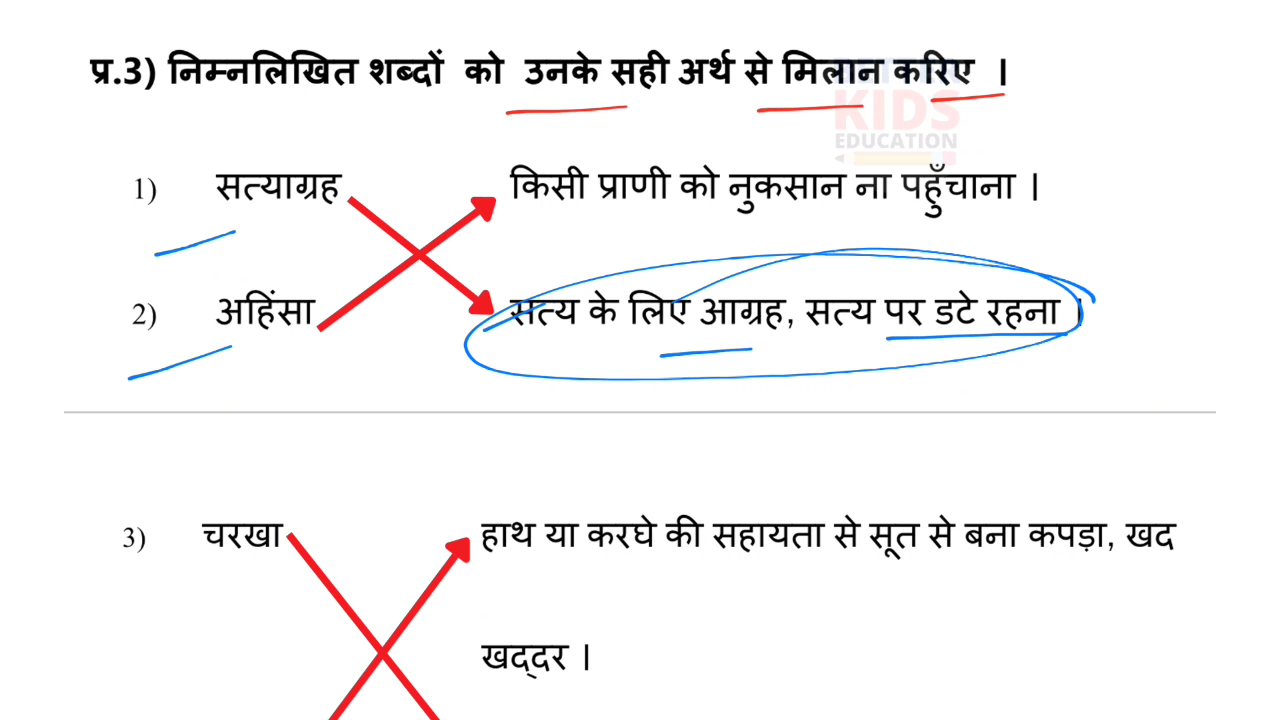 प्र.3) निम्नलिखित शब्दों को उनके सही अर्थ से मिलान करिए ।
KIDS
EDUCATION
1) सत्याग्रह किसी प्राणी को नुकसान ना पहुँचाना ।
2) अहिंसा सत्य के लिए आग्रह, सत्य पर डटे रहना ।
3) चरखा हाथ या करघे की सहायता से सूत से बना कपड़ा, खद
खद्दर ।